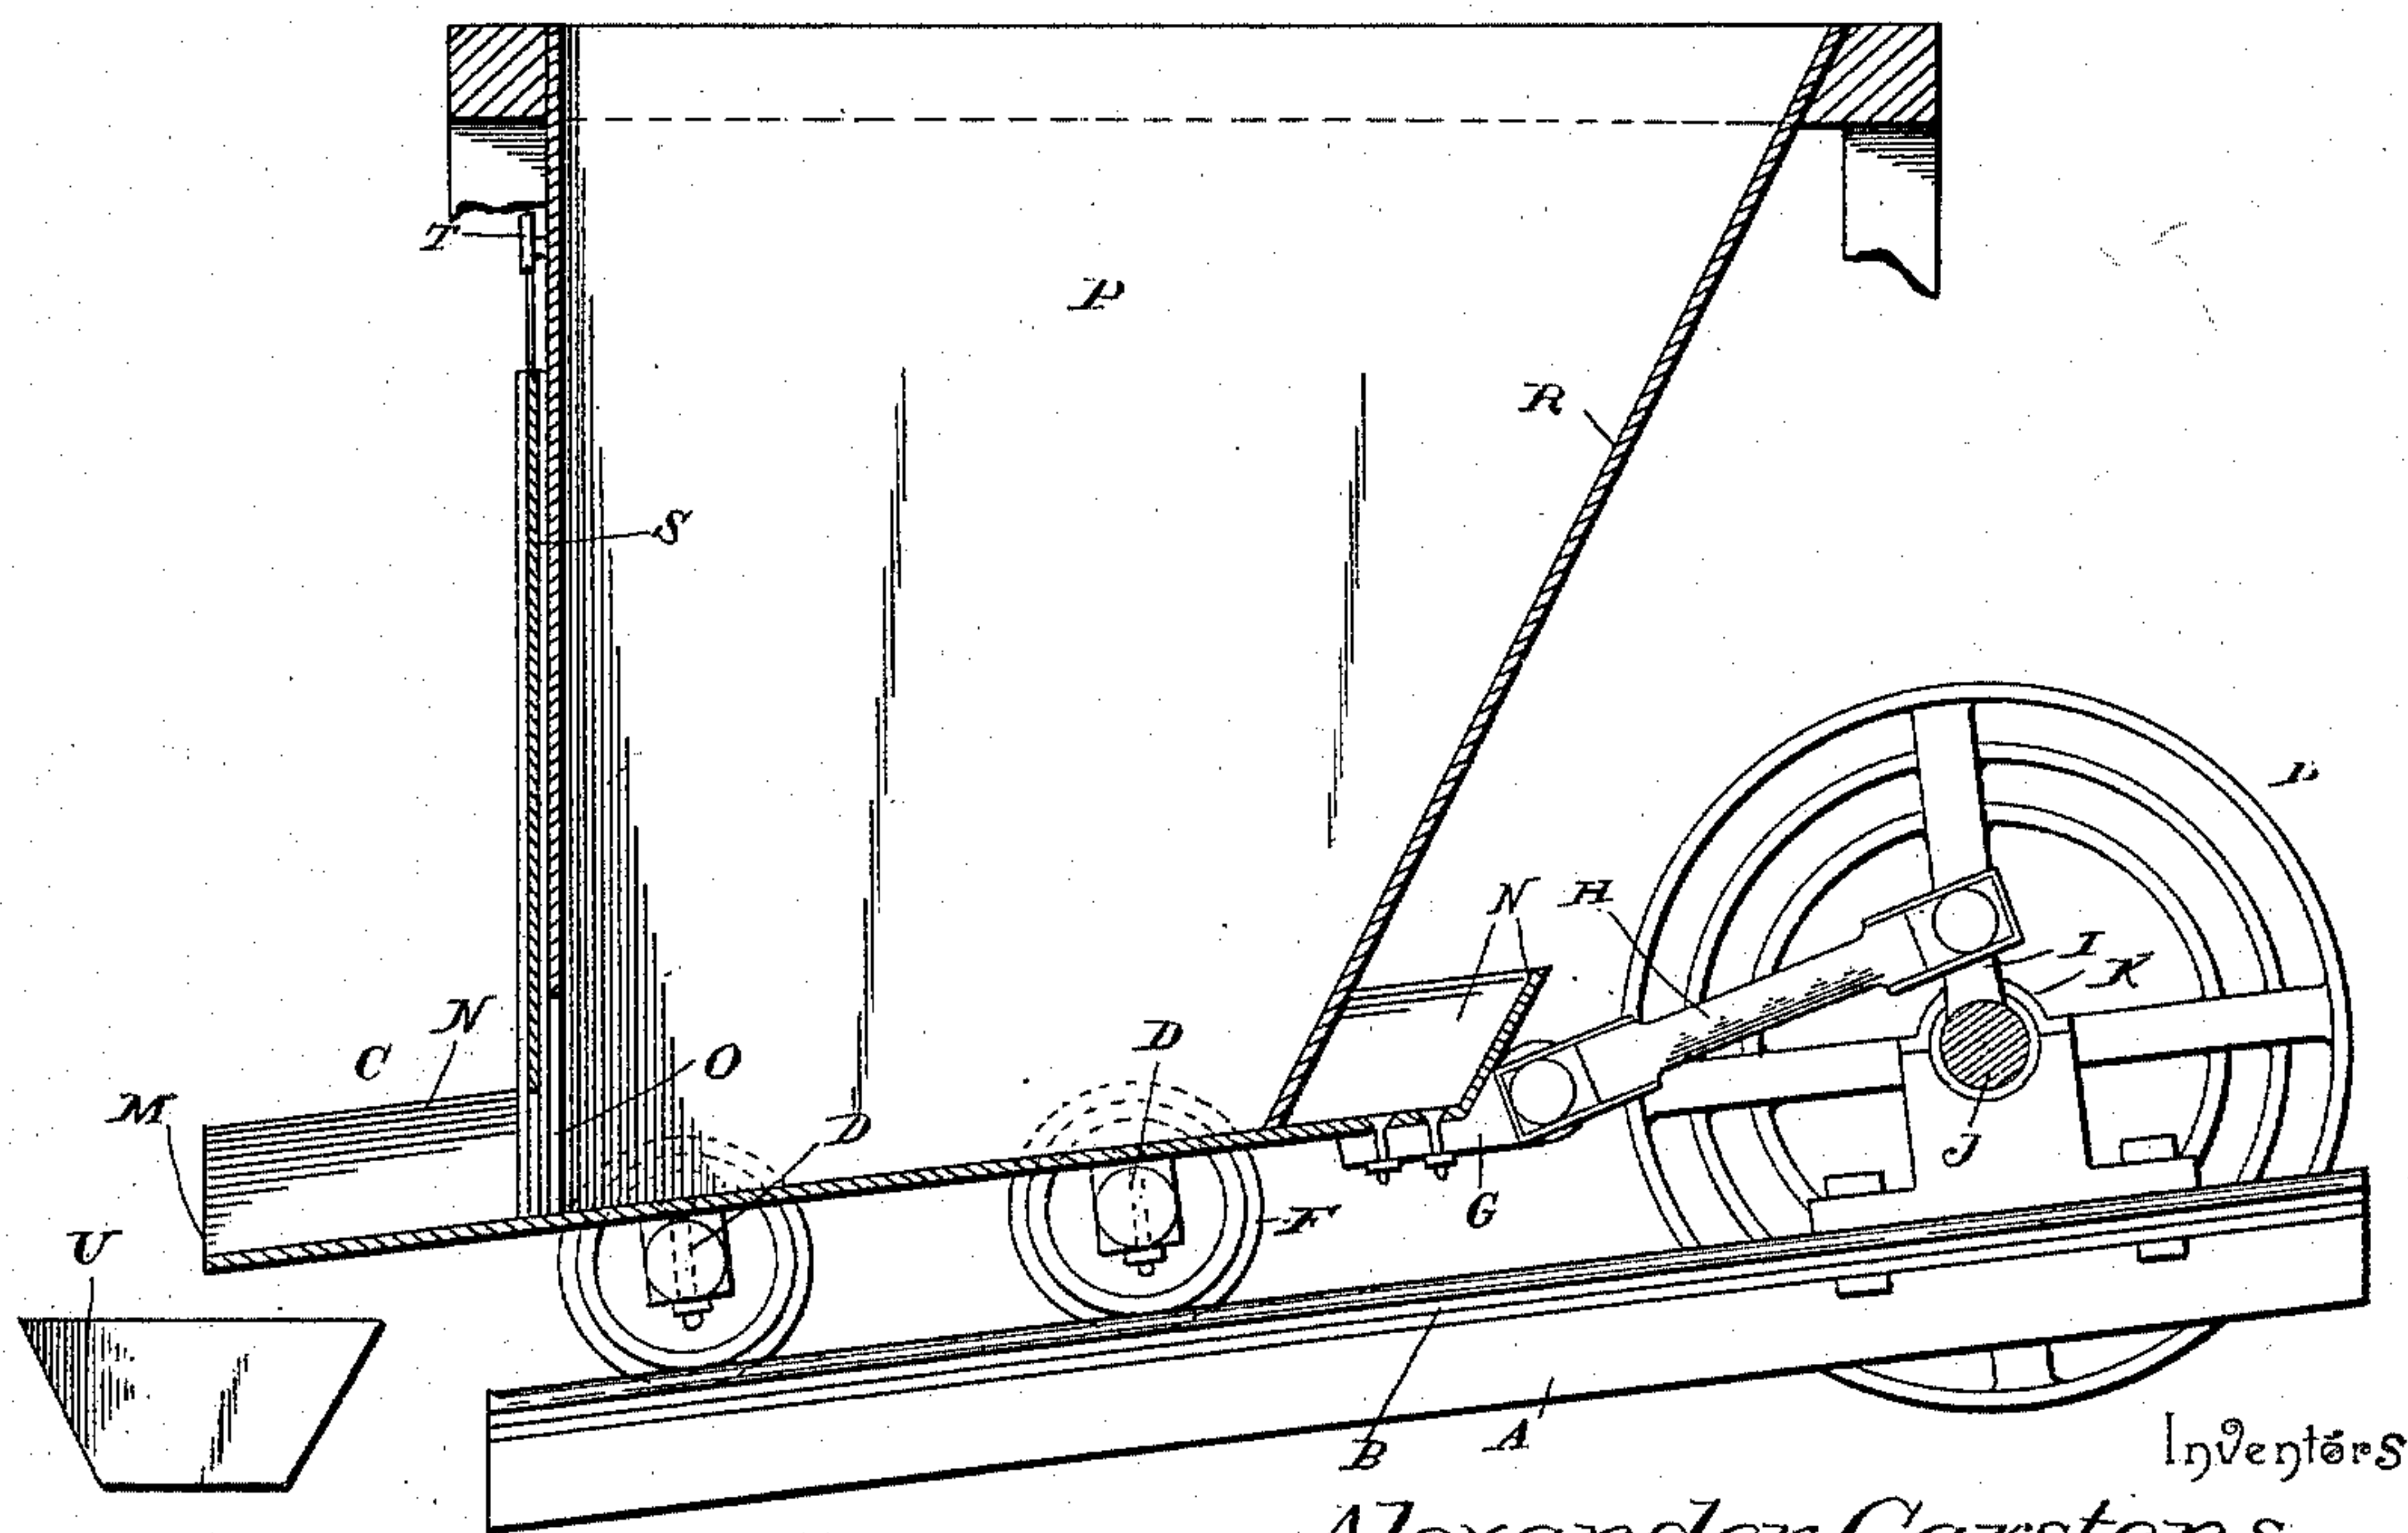 T
P
R
S
L
N
H
I
K
N
C
O
D
M
D
J
U
F
G
B
A
Inventors
Alexander Carstens